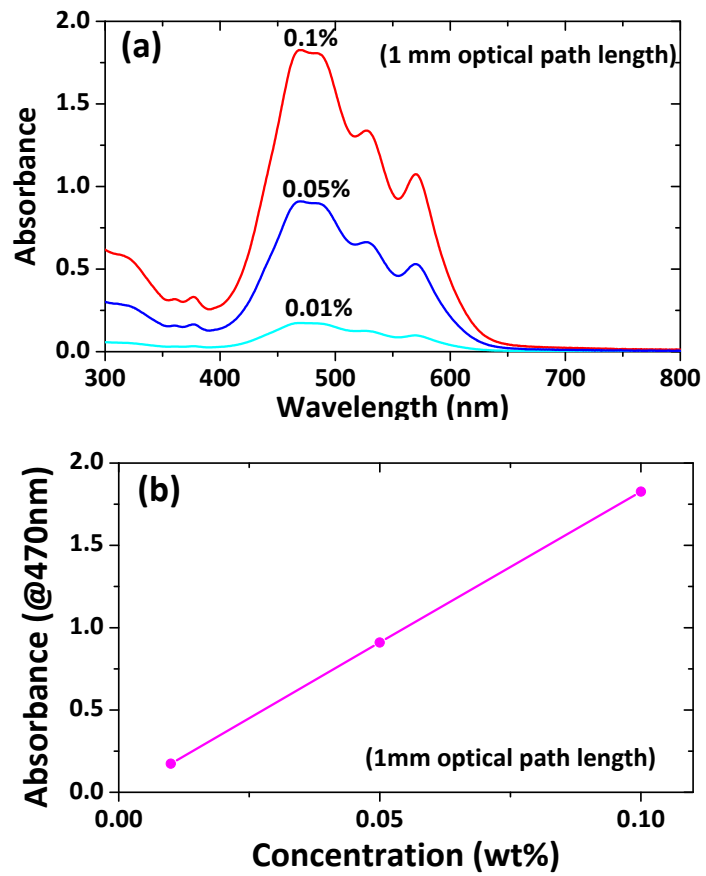 (a)
0.1%
(1 mm optical path length)
2.0
1.5
1.0
0.5
0.0
Absorbance
0.05%
0.01%
300 400 500 600 700 800
Wavelength (nm)
(b)
2.0
1.5
1.0
0.5
0.0
Absorbance (@470nm)
(1mm optical path length)
0.00 0.05 0.10
Concentration (wt%)